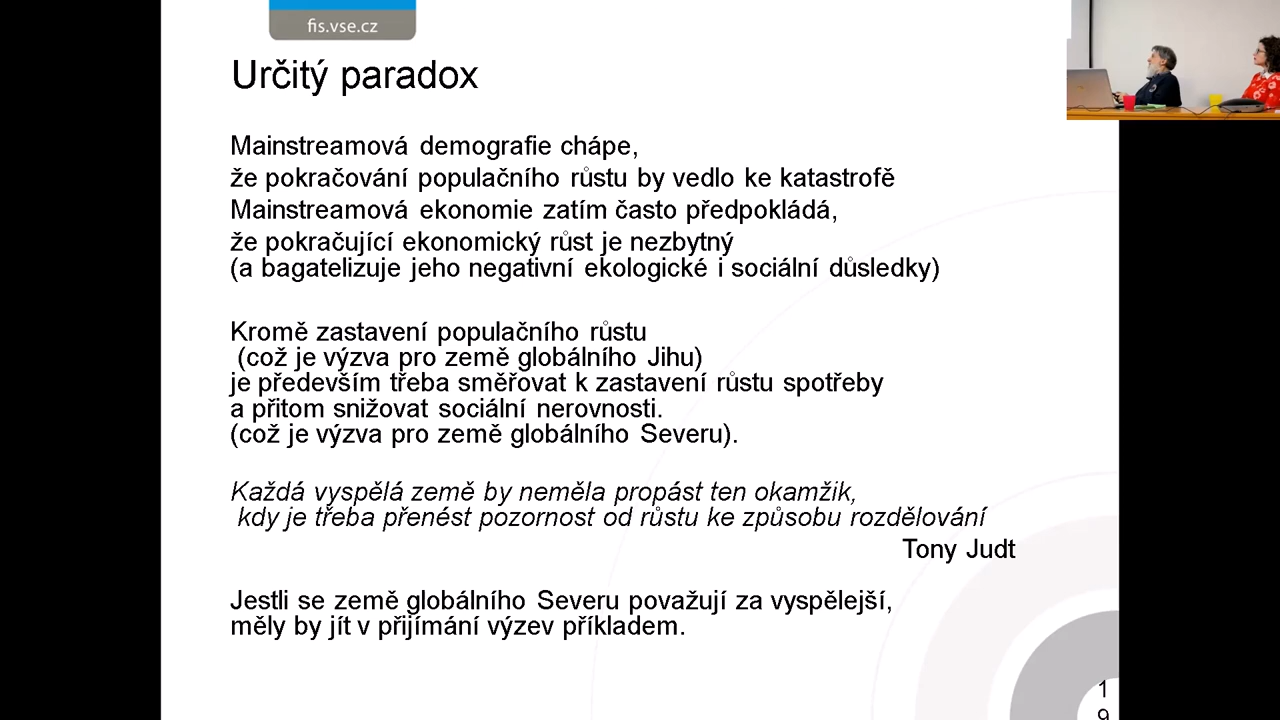 fis.vse.cz
Určitý paradox
Mainstreamová demografie chápe,
že pokračování populačního růstu by vedlo ke katastrofě
Mainstreamová ekonomie zatím často předpokládá,
že pokračující ekonomický růst je nezbytný
(a bagatelizuje jeho negativní ekologické i sociální důsledky)
Kromě zastavení populačního růstu
(což je výzva pro země globálního Jihu)
je především třeba směřovat k zastavení růstu spotřeby
a přitom snižovat sociální nerovnosti.
(což je výzva pro země globálního Severu).
Každá vyspělá země by neměla propást ten okamžik,
kdy je třeba přenést pozornost od růstu ke způsobu rozdělování
Tony Judt
Jestli se země globálního Severu považují za vyspělejší,
měly by jít v přijímání výzev příkladem.
1
9